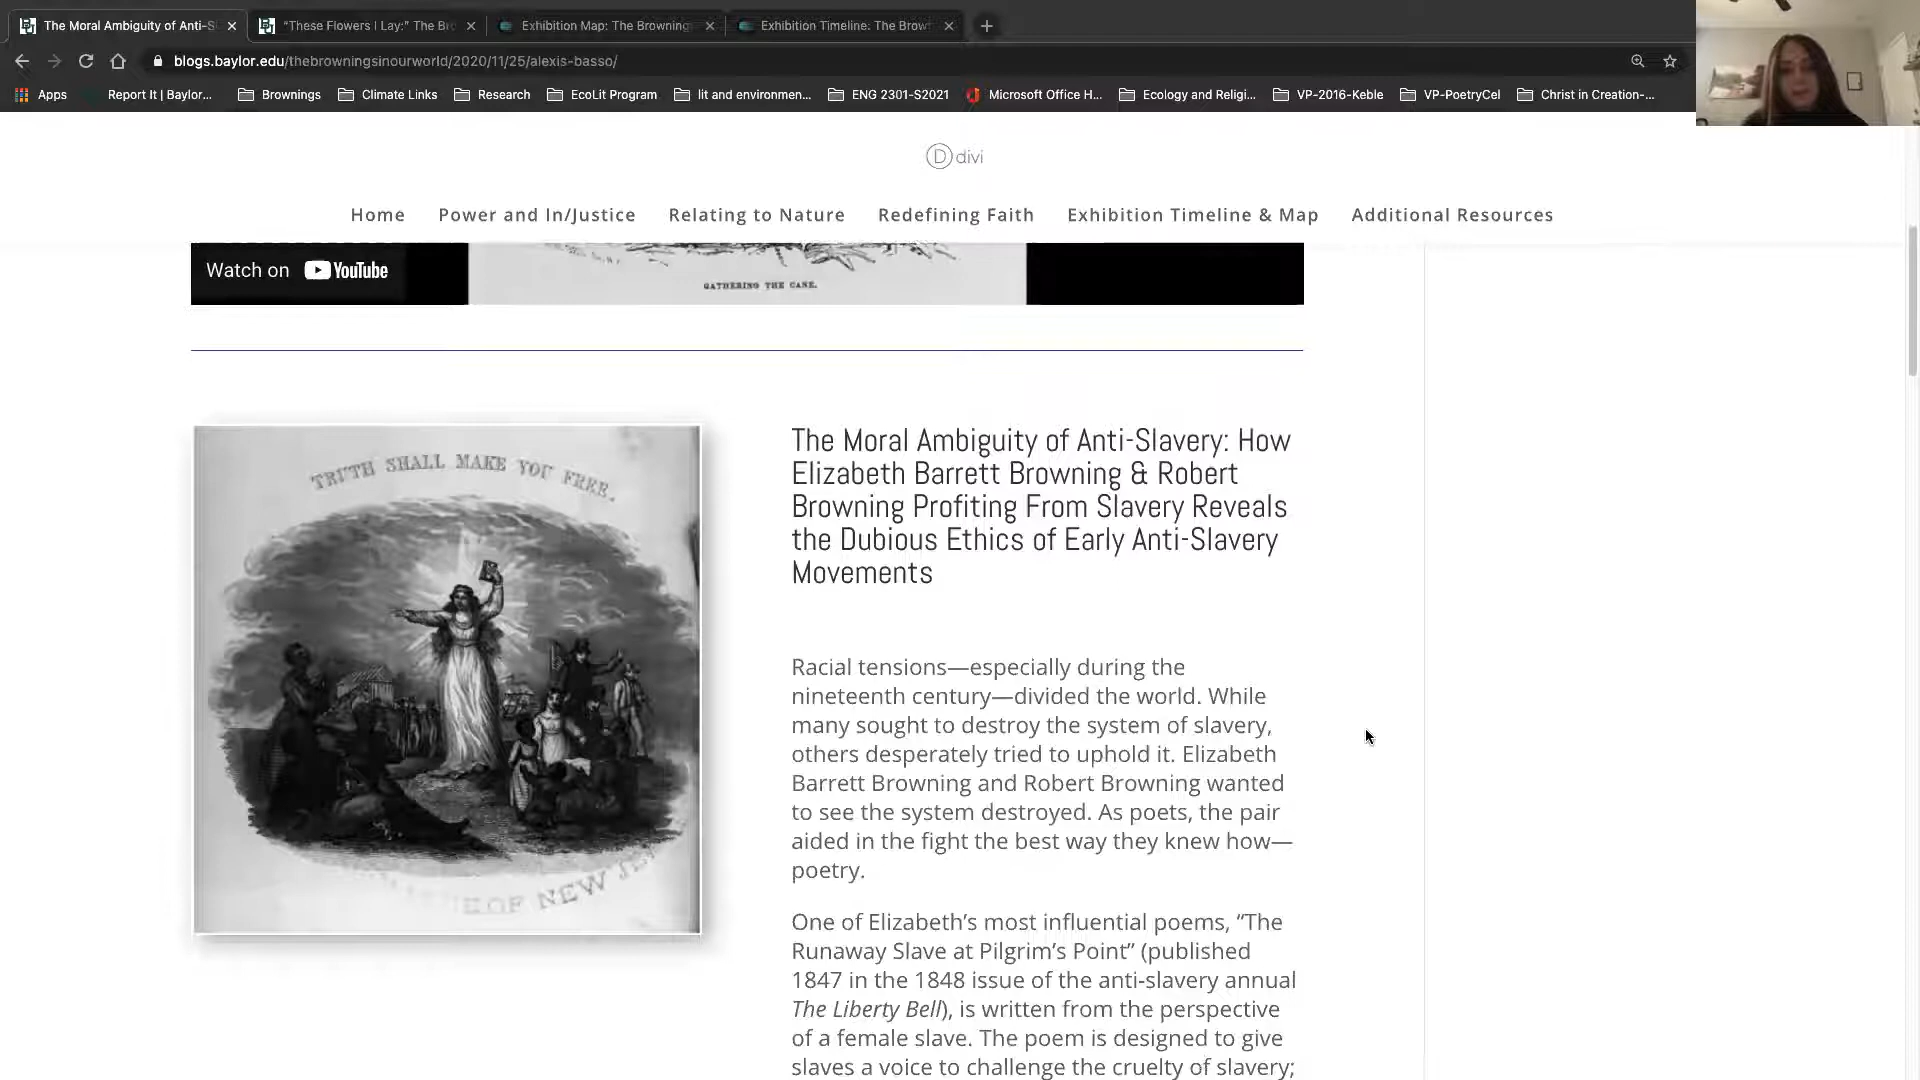 The Moral Ambiguity of Anti-S
"These Flowers I Lay:" The Br
Exhibition Map: The Browning
Exhibition Timeline: The Brow
blogs.baylor.edu/thebrowningsinourworld/2020/11/25/alexis-basso/
Apps
Report It | Baylor...
Brownings
Climate Links
Research
EcoLit Program
lit and environmen...
ENG 2301-S2021
Microsoft Office H...
Ecology and Religi...
VP-2016-Keble
VP-PoetryCel
Christ in Creation-...
D divi
Home
Power and In/Justice
Relating to Nature
Redefining Faith
Exhibition Timeline & Map
Additional Resources
Watch on YouTube
GATHERING THE CANE.
TRUTH SHALL MAKE YOU FREE.
OF NEW
The Moral Ambiguity of Anti-Slavery: How
Elizabeth Barrett Browning & Robert
Browning Profiting From Slavery Reveals
the Dubious Ethics of Early Anti-Slavery
Movements
Racial tensions—especially during the
nineteenth century—divided the world. While
many sought to destroy the system of slavery,
others desperately tried to uphold it. Elizabeth
Barrett Browning and Robert Browning wanted
to see the system destroyed. As poets, the pair
aided in the fight the best way they knew how—
poetry.
One of Elizabeth's most influential poems, “The
Runaway Slave at Pilgrim's Point” (published
1847 in the 1848 issue of the anti-slavery annual
The Liberty Bell), is written from the perspective
of a female slave. The poem is designed to give
slaves a voice to challenge the cruelty of slavery;